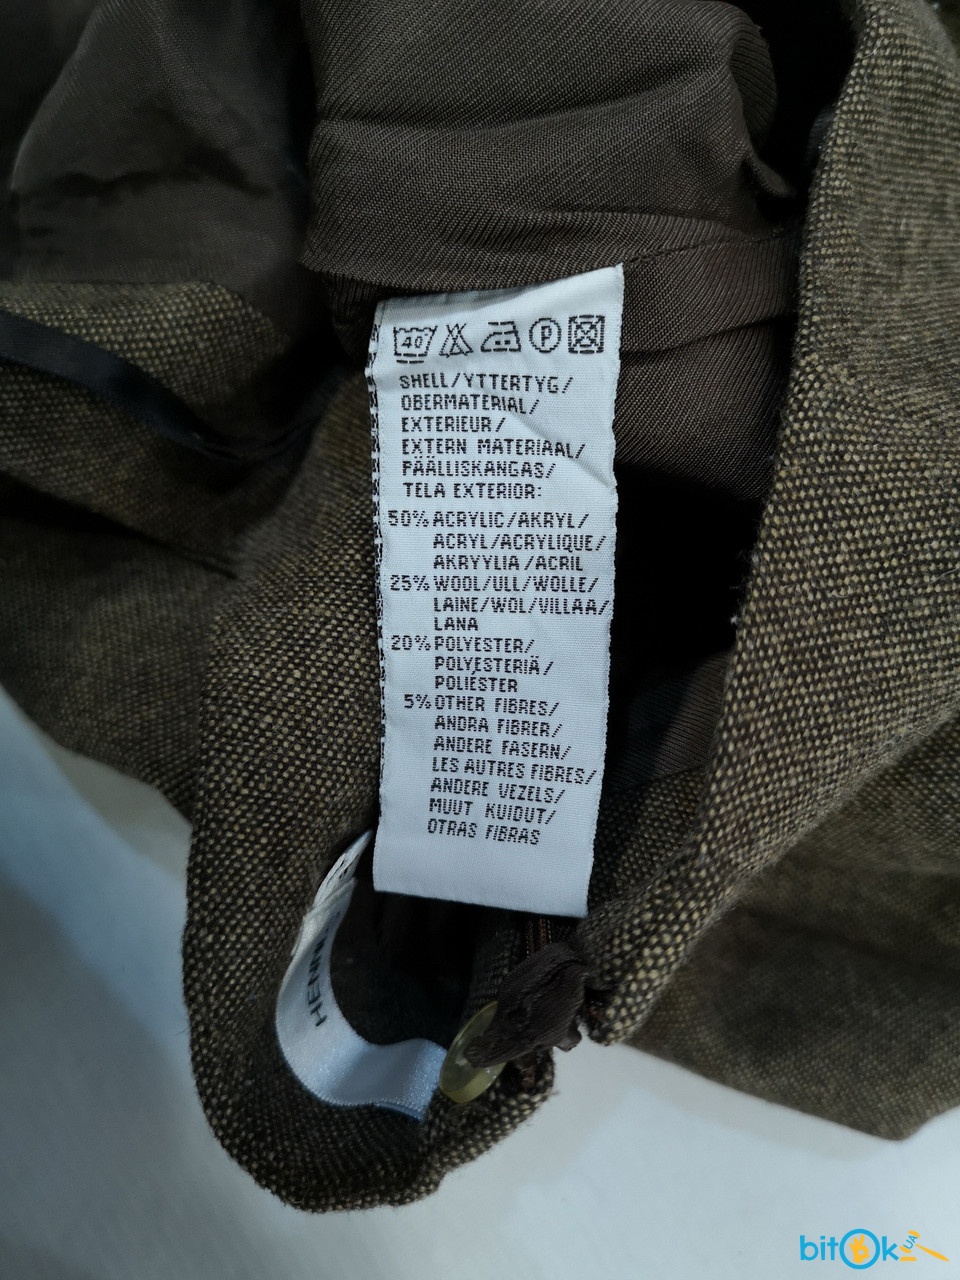 40
P
SHELL/YTTERTYG/
OBERMATERIAL/
EXTERIEUR/
EXTERN MATERIAAL/
PÄÄLLISKANGAS/
TELA EXTERIOR:
50% ACRYLIC/AKRYL/
ACRYL/ACRYLIQUE/
AKRYYLIA/ACRIL
25% WOOL/ULL/WOLLE/
LAINE/WOL/VILLAA/
LANA
20% POLYESTER/
POLYESTERIÄ/
POLIÉSTER
5% OTHER FIBRES/
ANDRA FIBRER/
ANDERE FASERN/
LES AUTRES FIBRES/
ANDERE VEZELS/
MUUT KUIDUT/
OTRAS FIBRAS
bitOk UA